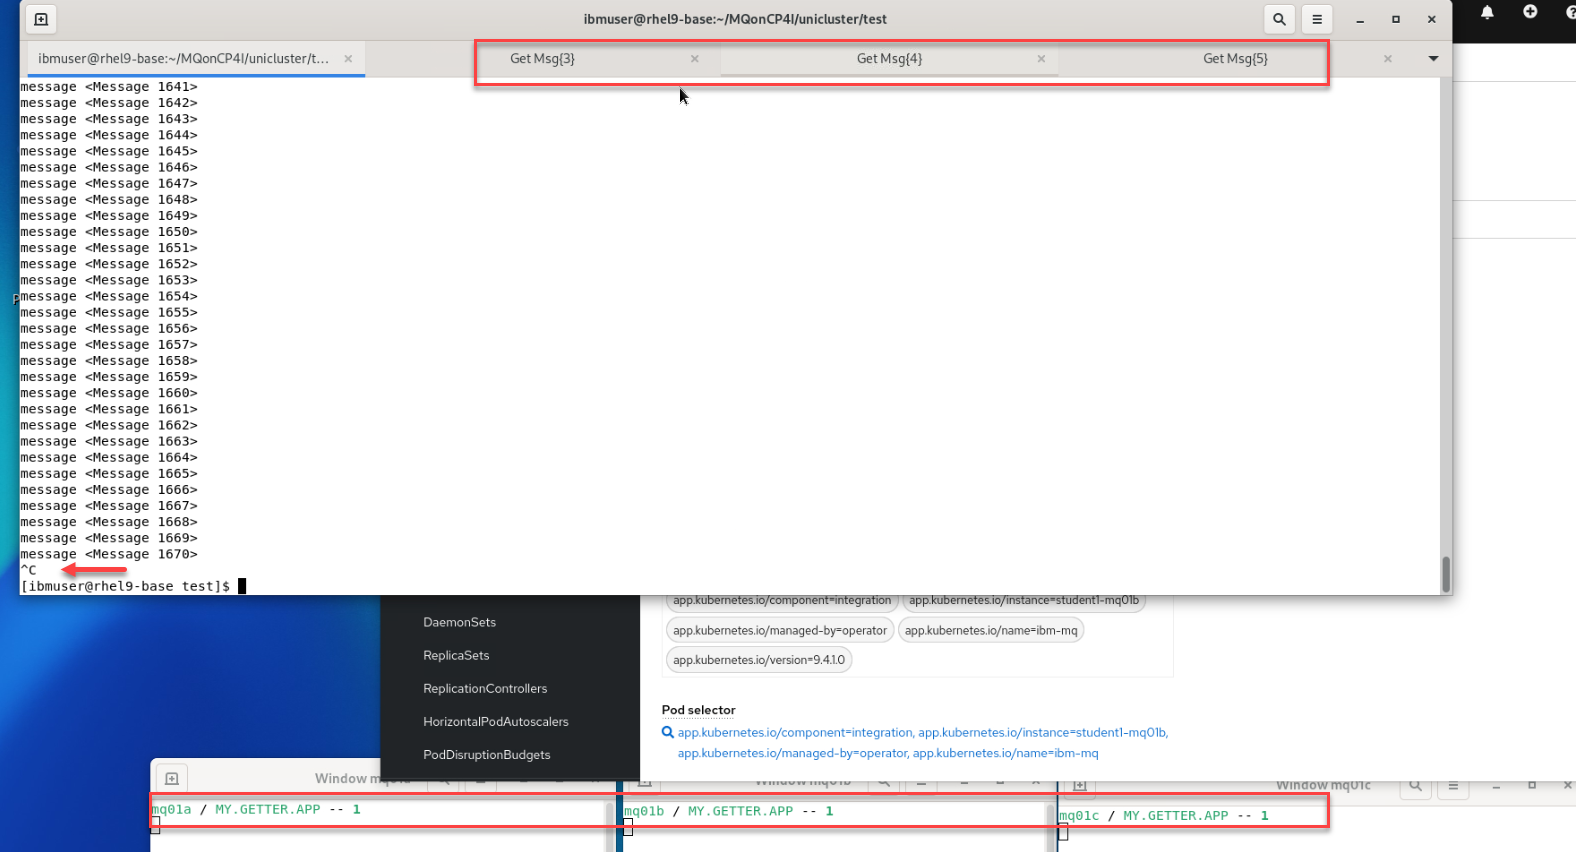 ibmuser@rhel9-base:~/MQonCP4I/unicluster/test
ibmuser@rhel9-base:~/MQonCP4I/unicluster/t...
Get Msg{3}
Get Msg{4}
Get Msg{5}
message <Message 1641>
message <Message 1642>
message <Message 1643>
message <Message 1644>
message <Message 1645>
message <Message 1646>
message <Message 1647>
message <Message 1648>
message <Message 1649>
message <Message 1650>
message <Message 1651>
message <Message 1652>
message <Message 1653>
message <Message 1654>
message <Message 1655>
message <Message 1656>
message <Message 1657>
message <Message 1658>
message <Message 1659>
message <Message 1660>
message <Message 1661>
message <Message 1662>
message <Message 1663>
message <Message 1664>
message <Message 1665>
message <Message 1666>
message <Message 1667>
message <Message 1668>
message <Message 1669>
message <Message 1670>
^C
[ibmuser@rhel9-base test]$
DaemonSets
ReplicaSets
ReplicationControllers
HorizontalPodAutoscalers
PodDisruptionBudgets
app.kubernetes.io/component=integration
app.kubernetes.io/instance=student1-mq01b
app.kubernetes.io/managed-by=operator
app.kubernetes.io/name=ibm-mq
app.kubernetes.io/version=9.4.1.0
Pod selector
app.kubernetes.io/component=integration, app.kubernetes.io/instance=student1-mq01b,
app.kubernetes.io/managed-by=operator, app.kubernetes.io/name=ibm-mq
Window
mq01a / MY.GETTER.APP -- 1
Window mq01b
mq01b / MY.GETTER.APP -- 1
Window mq01c
mq01c / MY.GETTER.APP -- 1